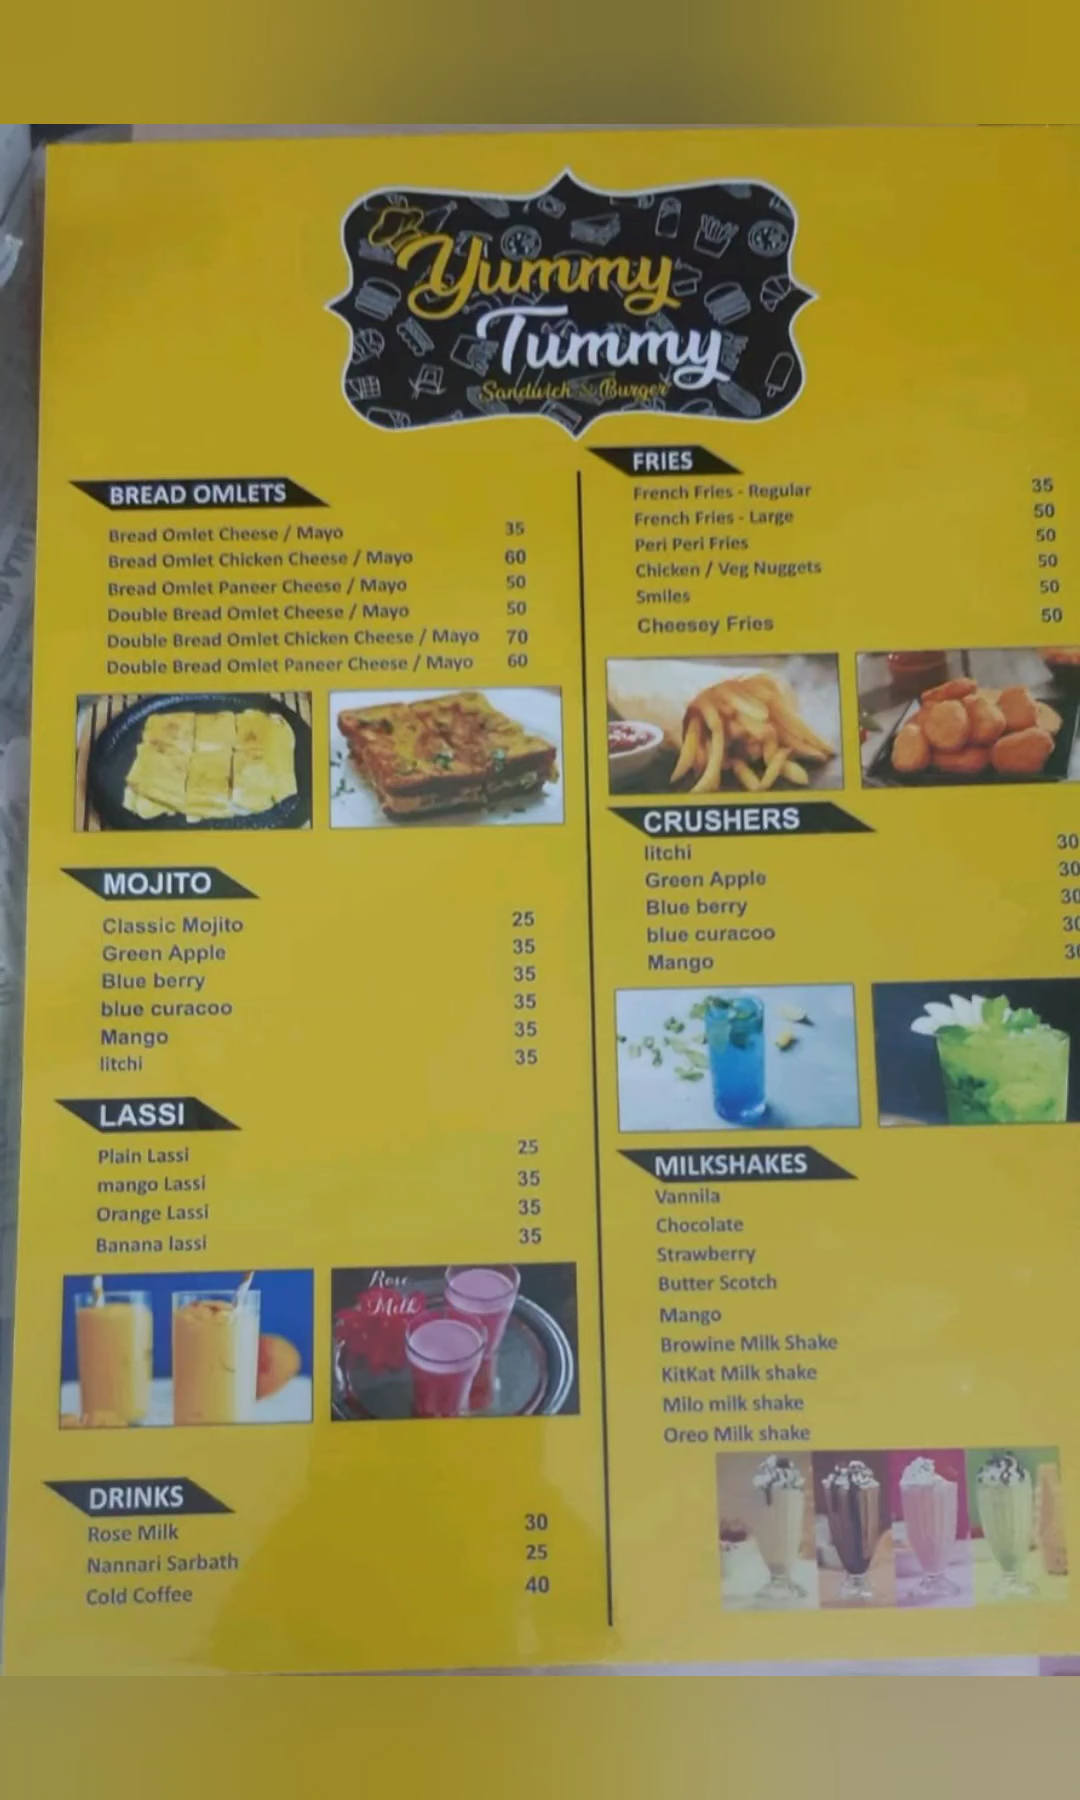 Yummy
Tummy
Sandwich & Burger
BREAD OMLETS
Bread Omlet Cheese / Mayo 35
Bread Omlet Chicken Cheese / Mayo 60
Bread Omlet Paneer Cheese / Mayo 50
Double Bread Omlet Cheese / Mayo 50
Double Bread Omlet Chicken Cheese / Mayo 70
Double Bread Omlet Paneer Cheese / Mayo 60
MOJITO
Classic Mojito 25
Green Apple 35
Blue berry 35
blue curacoo 35
Mango 35
litchi 35
LASSI
Plain Lassi 25
mango Lassi 35
Orange Lassi 35
Banana lassi 35
Rose
Milk
DRINKS
Rose Milk 30
Nannari Sarbath 25
Cold Coffee 40
FRIES
French Fries - Regular 35
French Fries - Large 50
Peri Peri Fries 50
Chicken / Veg Nuggets 50
Smiles 50
Cheesey Fries 50
CRUSHERS
litchi 30
Green Apple 30
Blue berry 30
blue curacoo 30
Mango 30
MILKSHAKES
Vannila
Chocolate
Strawberry
Butter Scotch
Mango
Browine Milk Shake
KitKat Milk shake
Milo milk shake
Oreo Milk shake